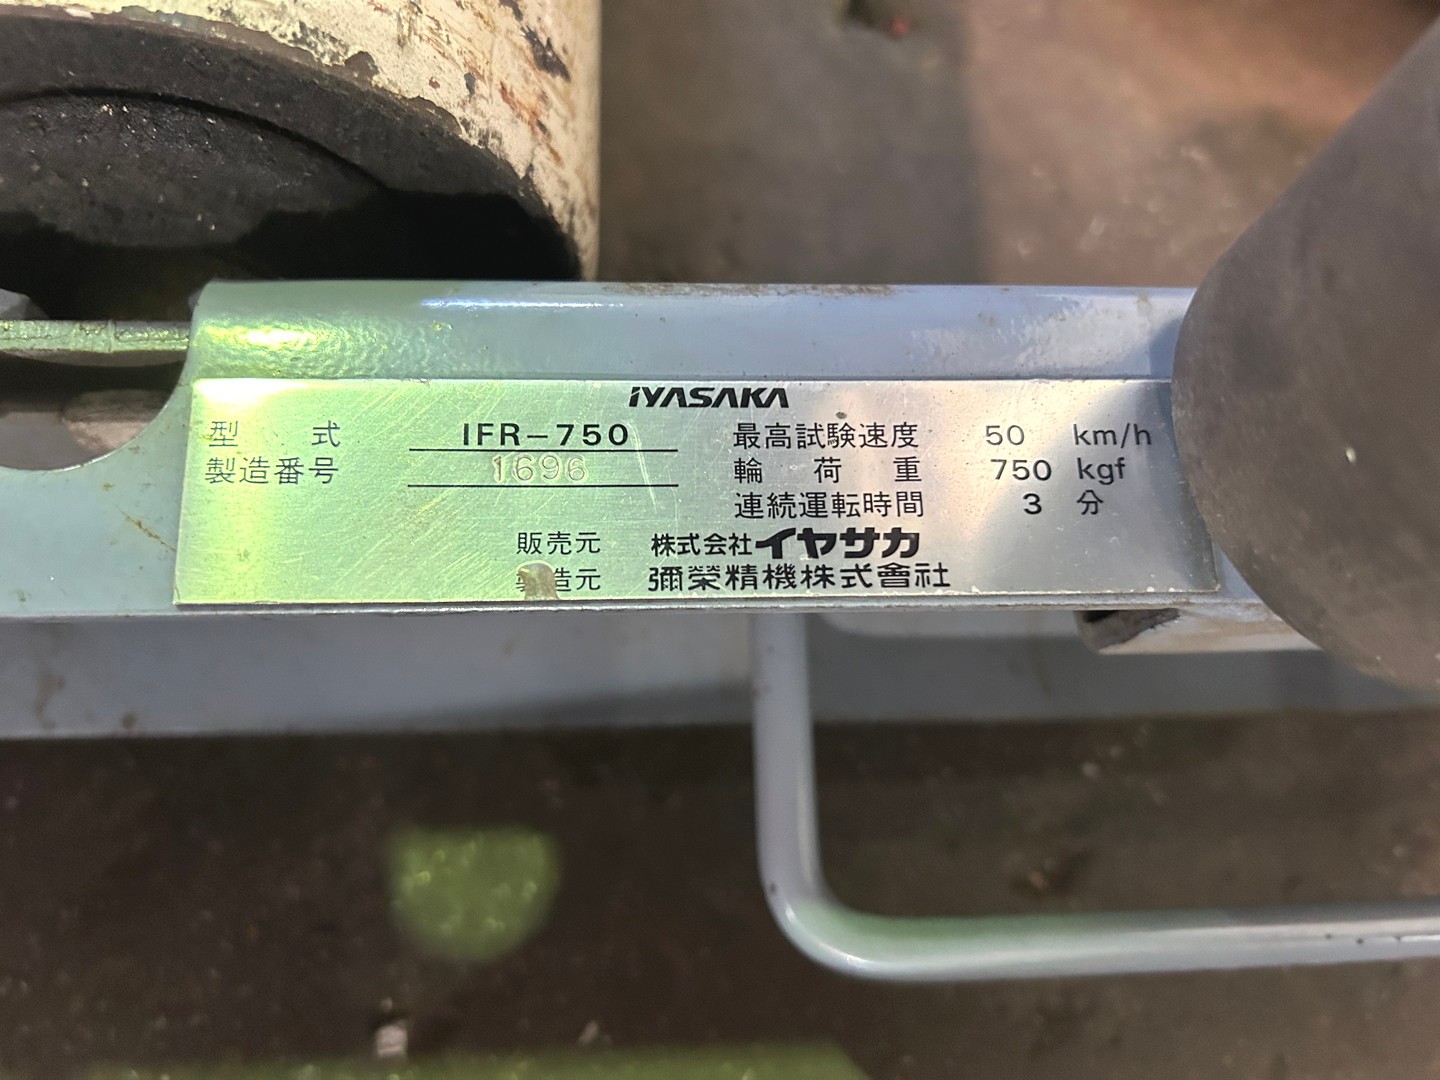 IYASAKA
型 式 IFR-750 最高試験速度 50 km/h
製造番号 1696 輪荷重 750 kgf
連続運転時間 3 分
販売元 株式会社イヤサカ
造元 彌榮精機株式會社